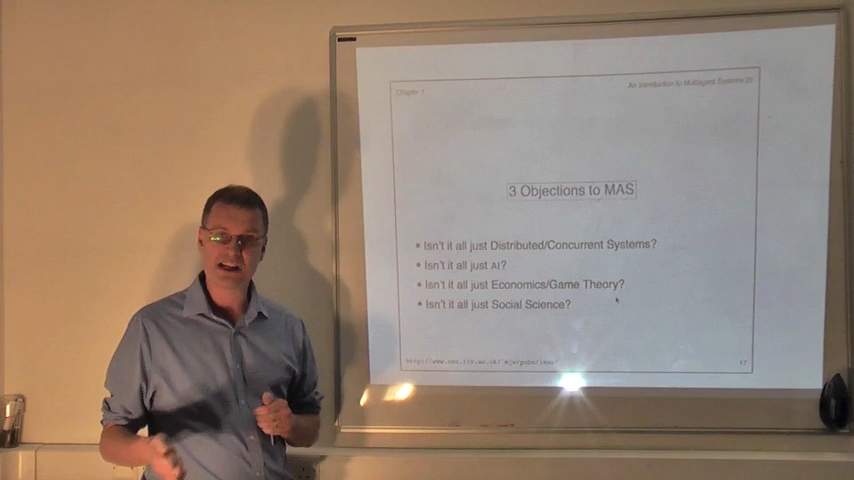 Chapter 1
An Introduction to Multiagent Systems 2e
3 Objections to MAS
• Isn't it all just Distributed/Concurrent Systems?
• Isn't it all just AI?
• Isn't it all just Economics/Game Theory?
• Isn't it all just Social Science?
17